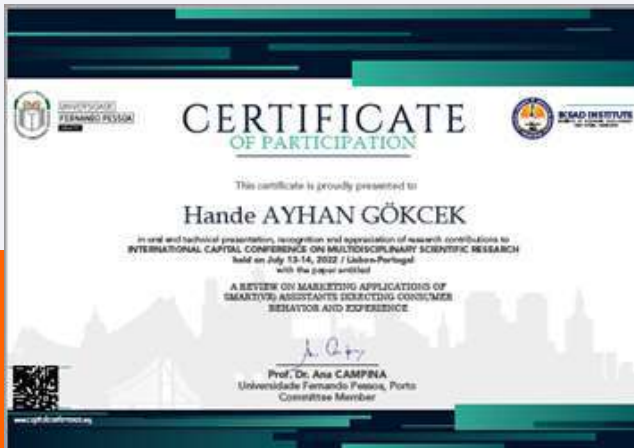 UNIVERSIDADE
FERNANDO PESSOA
IKSAD INSTITUTE
CERTIFICATE
OF PARTICIPATION
This certificate is proudly presented to
Hande AYHAN GÖKCEK
in oral and technical presentation, recognition and appreciation of research contributions to
INTERNATIONAL CAPITAL CONFERENCE ON MULTIDISCIPLINARY SCIENTIFIC RESEARCH
held on July 13-14, 2022 / Lisbon-Portugal
with the paper entitled
A REVIEW ON MARKETING APPLICATIONS OF
SMART(VR) ASSISTANTS DIRECTING CONSUMER
BEHAVIOR AND EXPERIENCE
Prof. Dr. Ana CAMPINA
Universidade Fernando Pessoa, Porto
Committee Member